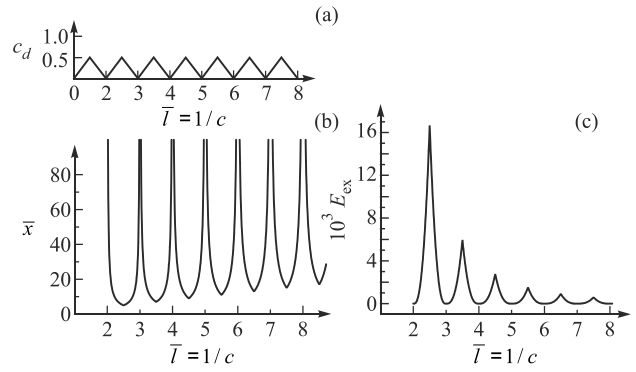 (a)
1.0
c_d 0.5
0 1 2 3 4 5 6 7 8
l̅ = 1/c
(b)
80
60
x̅ 40
20
0
2 3 4 5 6 7 8
l̅ = 1/c
(c)
16
12
10³ E_ex 8
4
0
2 3 4 5 6 7 8
l̅ = 1/c